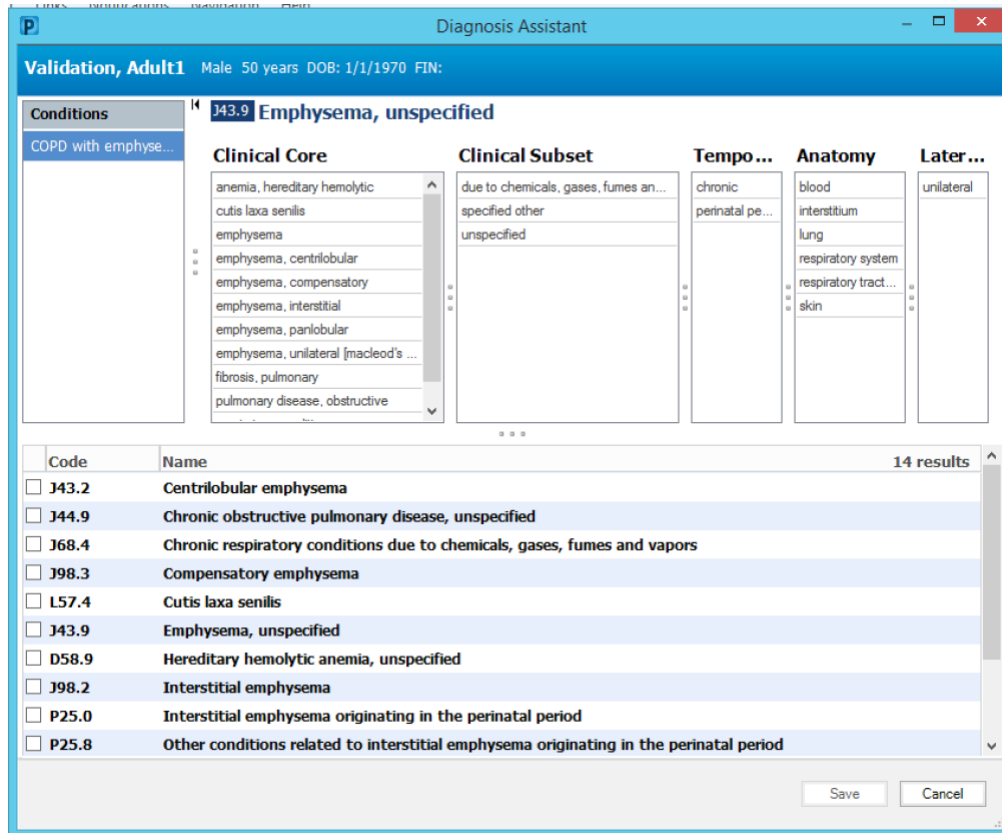 Links Notifications Navigation Help
P Diagnosis Assistant
Validation, Adult1 Male 50 years DOB: 1/1/1970 FIN:
Conditions
COPD with emphyse...
J43.9 Emphysema, unspecified
Clinical Core
anemia, hereditary hemolytic
cutis laxa senilis
emphysema
emphysema, centrilobular
emphysema, compensatory
emphysema, interstitial
emphysema, panlobular
emphysema, unilateral [macleod's ...
fibrosis, pulmonary
pulmonary disease, obstructive
Clinical Subset
due to chemicals, gases, fumes an...
specified other
unspecified
Tempo...
chronic
perinatal pe...
Anatomy
blood
interstitium
lung
respiratory system
respiratory tract...
skin
Later...
unilateral
Code Name 14 results
J43.2 Centrilobular emphysema
J44.9 Chronic obstructive pulmonary disease, unspecified
J68.4 Chronic respiratory conditions due to chemicals, gases, fumes and vapors
J98.3 Compensatory emphysema
L57.4 Cutis laxa senilis
J43.9 Emphysema, unspecified
D58.9 Hereditary hemolytic anemia, unspecified
J98.2 Interstitial emphysema
P25.0 Interstitial emphysema originating in the perinatal period
P25.8 Other conditions related to interstitial emphysema originating in the perinatal period
Save Cancel